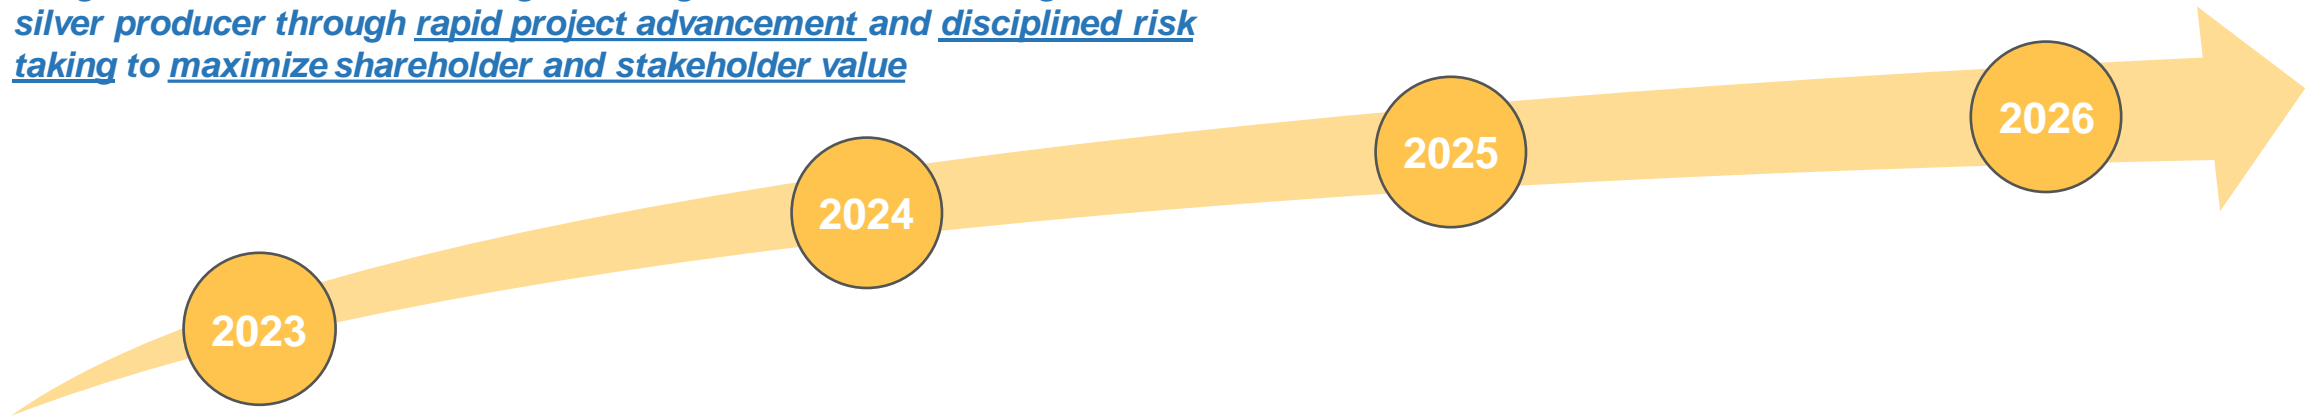 silver producer through rapid project advancement and disciplined risk
taking to maximize shareholder and stakeholder value
2023
2024
2025
2026